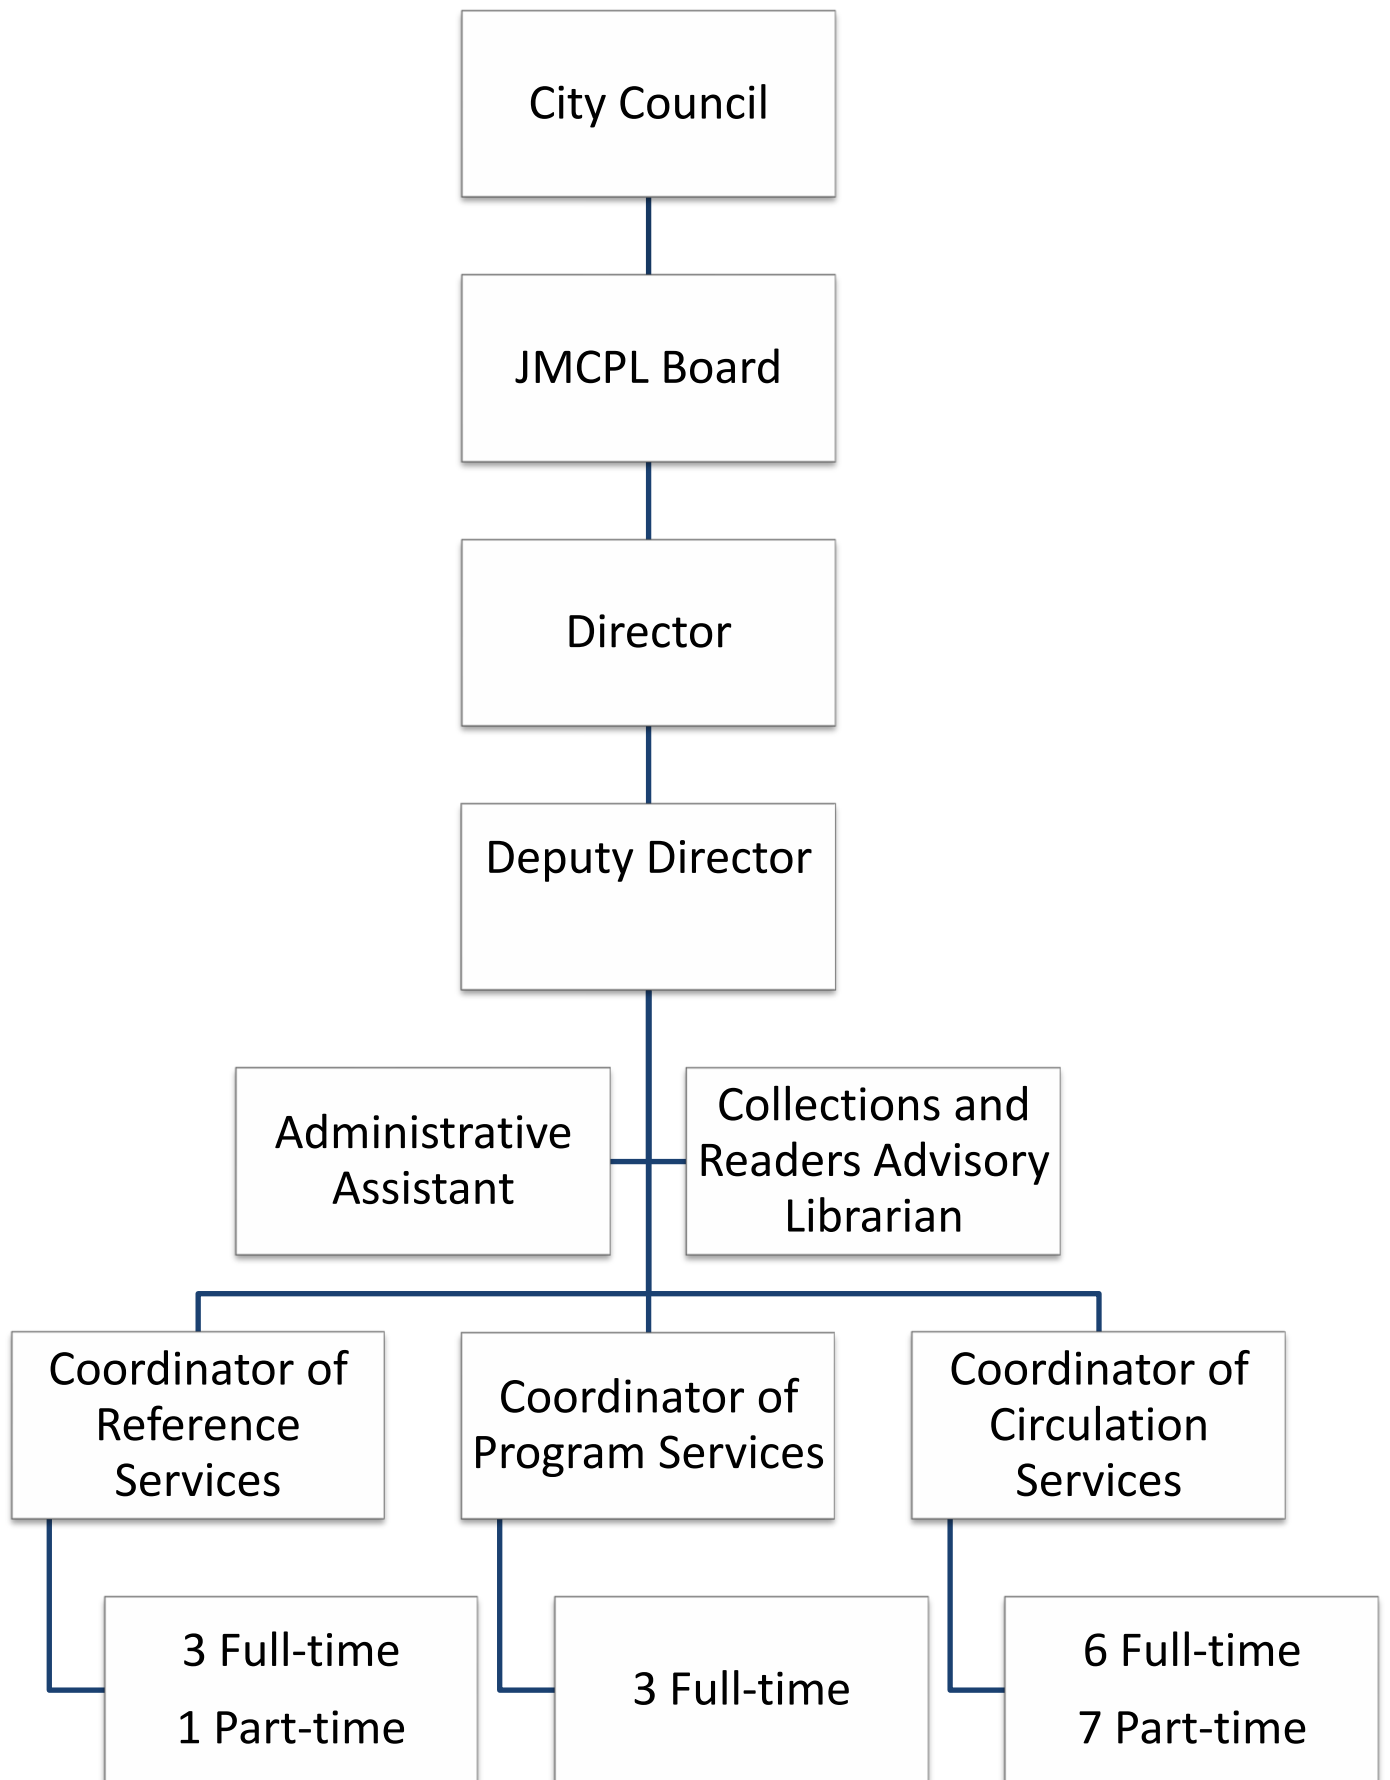 City Council
JMCPL Board
Director
Deputy Director
Administrative
Assistant
Collections and
Readers Advisory
Librarian
Coordinator of
Reference
Services
Coordinator of
Program Services
Coordinator of
Circulation
Services
3 Full-time
1 Part-time
3 Full-time
6 Full-time
7 Part-time